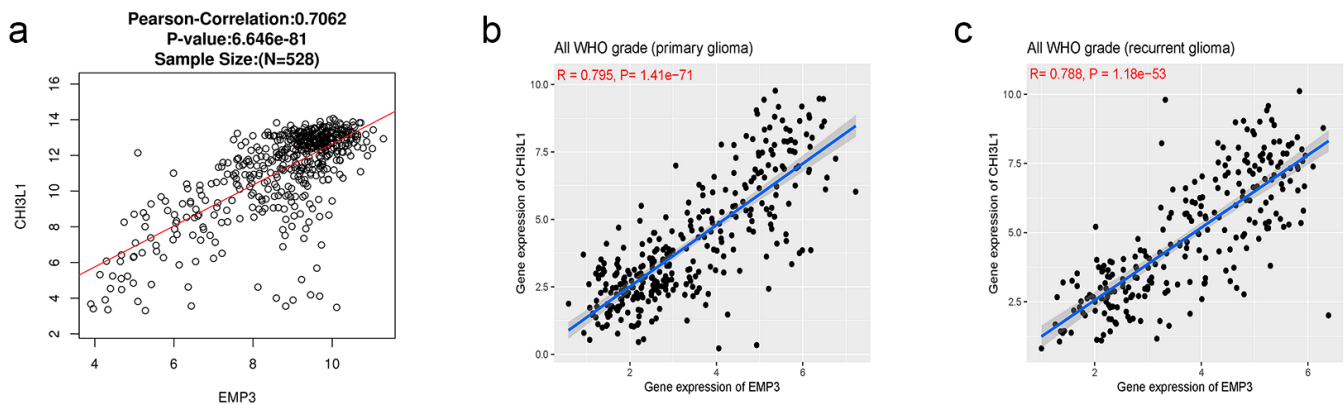 a
Pearson-Correlation:0.7062
P-value:6.646e-81
Sample Size:(N=528)
16
14
12
10
8
6
4
2
CHI3L1
4
6
8
10
EMP3
b
All WHO grade (primary glioma)
R = 0.795, P= 1.41e−71
10.0
7.5
5.0
2.5
0.0
Gene expression of CHI3L1
2
4
6
Gene expression of EMP3
c
All WHO grade (recurrent glioma)
R= 0.788, P = 1.18e−53
10.0
7.5
5.0
2.5
Gene expression of CHI3L1
2
4
6
Gene expression of EMP3